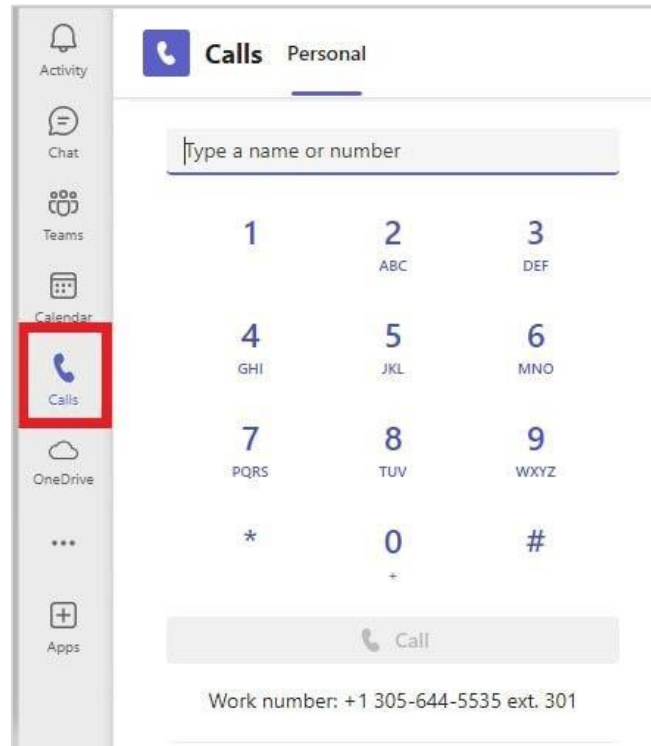 Activity
Chat
Teams
Calendar
Calls
OneDrive
...
Apps
Calls Personal
Type a name or number
1 2 3
ABC DEF
4 5 6
GHI JKL MNO
7 8 9
PQRS TUV WXYZ
* 0 #
+
Call
Work number: +1 305-644-5535 ext. 301